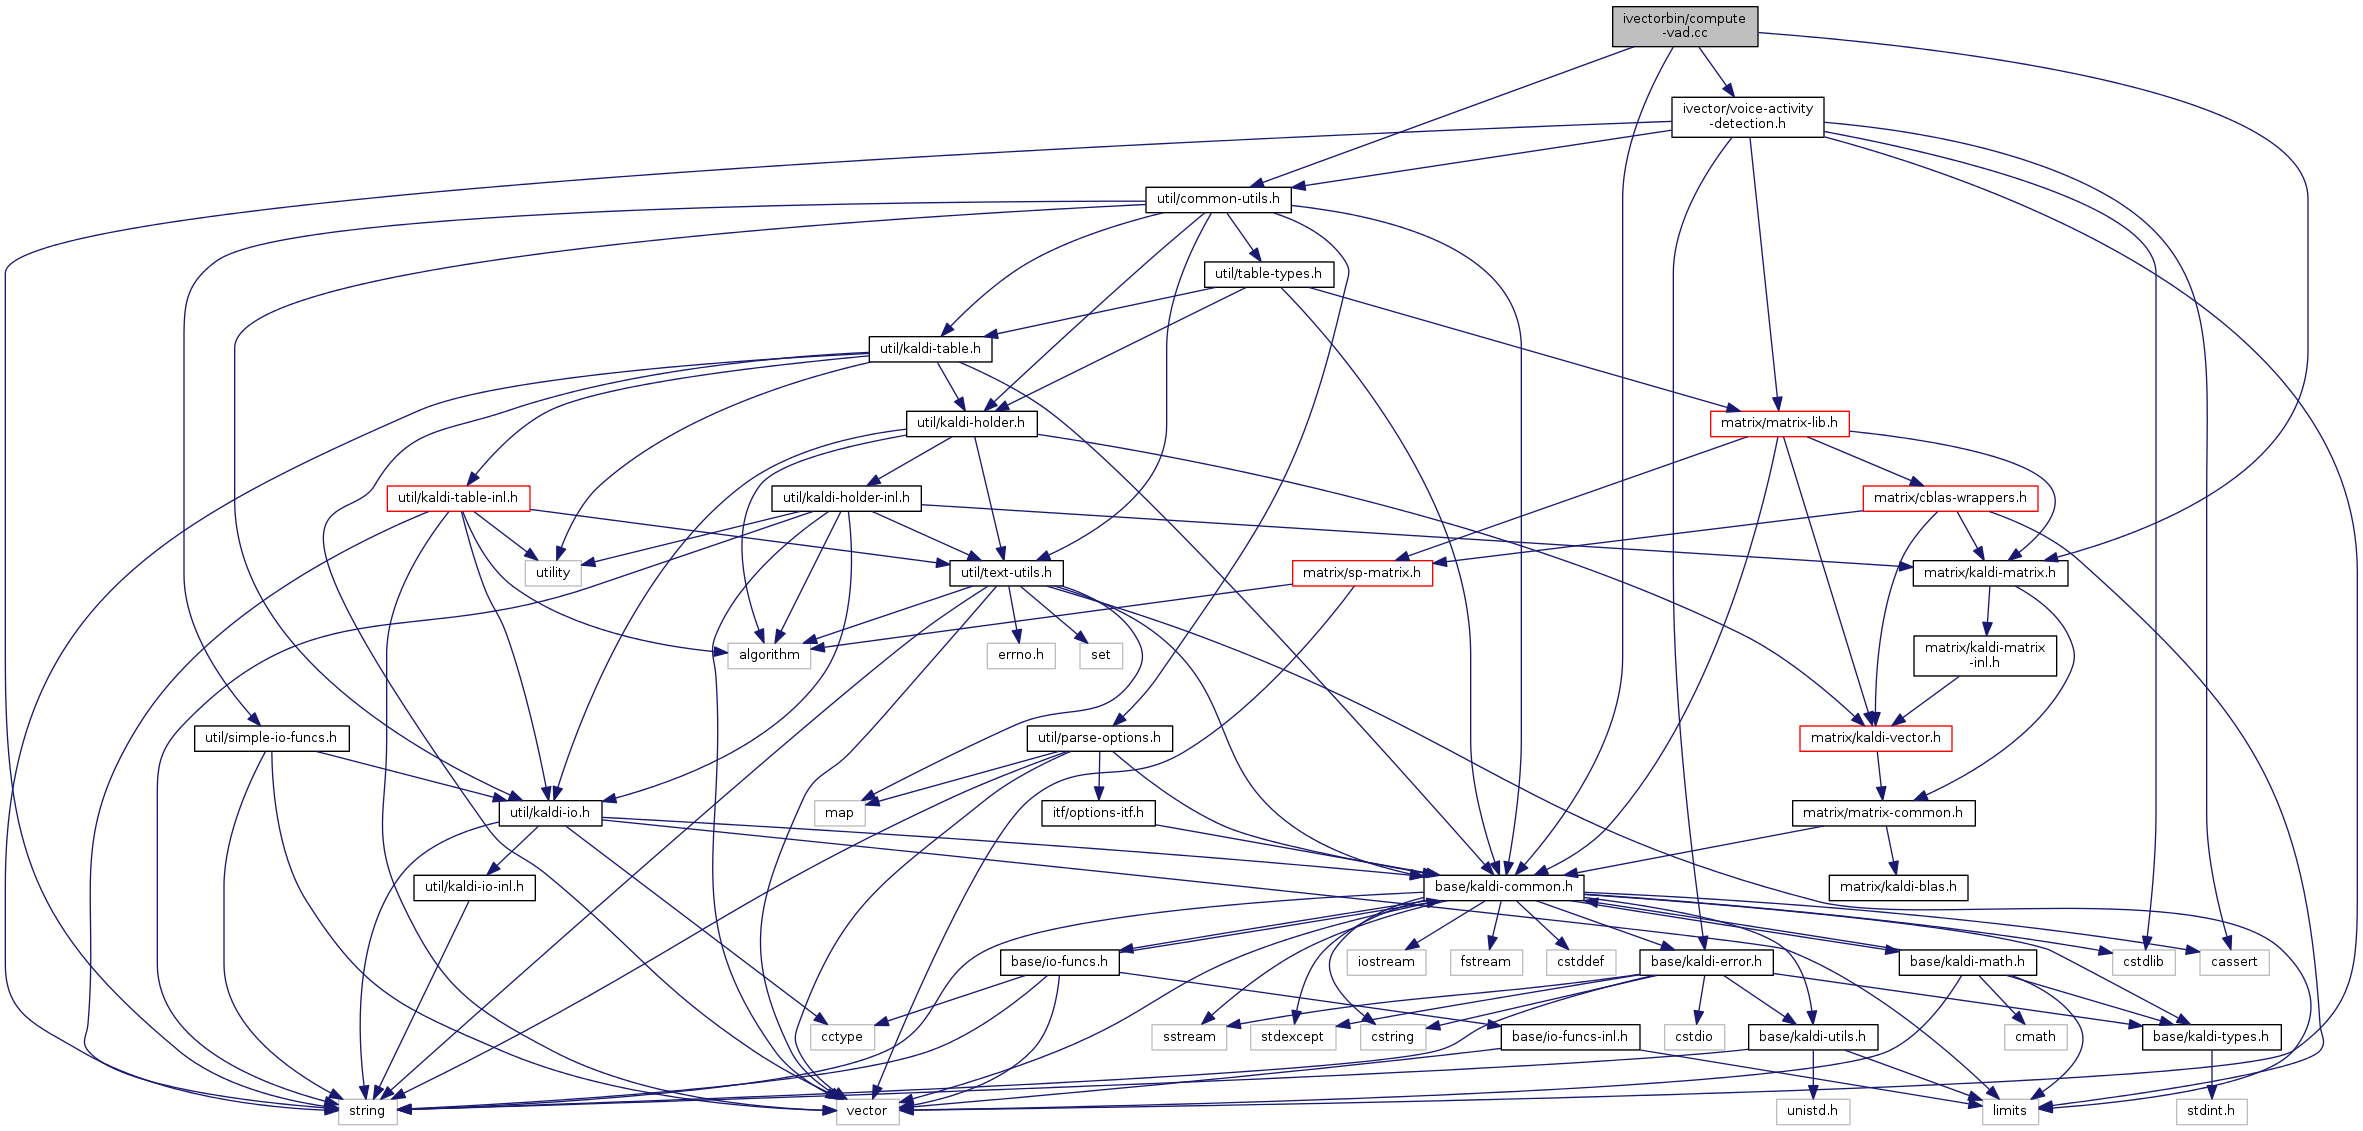 ivectorbin/compute
-vad.cc
ivector/voice-activity
-detection.h
util/common-utils.h
util/table-types.h
util/kaldi-table.h
util/kaldi-holder.h
matrix/matrix-lib.h
util/kaldi-table-inl.h
util/kaldi-holder-inl.h
matrix/cblas-wrappers.h
utility
util/text-utils.h
matrix/sp-matrix.h
matrix/kaldi-matrix.h
algorithm
errno.h
set
matrix/kaldi-matrix
-inl.h
util/simple-io-funcs.h
util/parse-options.h
matrix/kaldi-vector.h
util/kaldi-io.h
map
itf/options-itf.h
matrix/matrix-common.h
util/kaldi-io-inl.h
base/kaldi-common.h
matrix/kaldi-blas.h
base/io-funcs.h
iostream
fstream
cstddef
base/kaldi-error.h
base/kaldi-math.h
cstdlib
cassert
cctype
sstream
stdexcept
cstring
base/io-funcs-inl.h
cstdio
base/kaldi-utils.h
cmath
base/kaldi-types.h
string
vector
unistd.h
limits
stdint.h